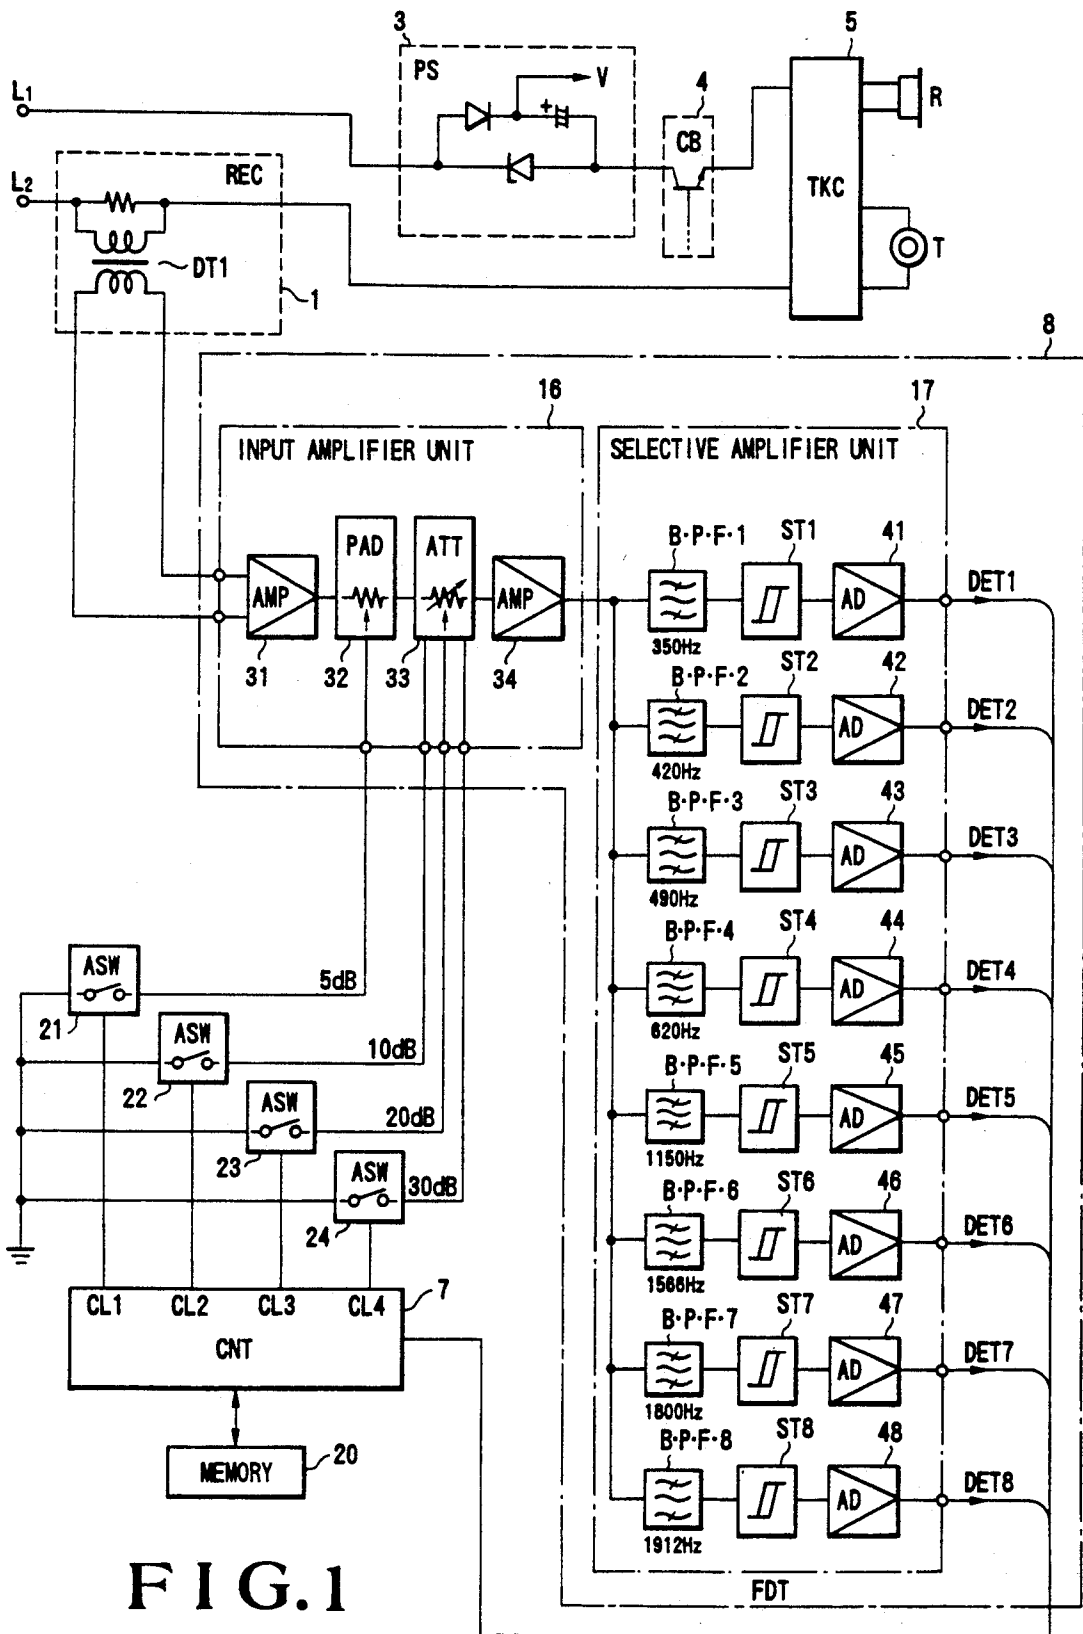 3
5
PS
V
4
L1
+
CB
R
TKC
L2
REC
T
DT1
1
8
16
17
INPUT AMPLIFIER UNIT
SELECTIVE AMPLIFIER UNIT
B·P·F·1
ST1
41
PAD
ATT
DET1
AMP
AMP
AD
350Hz
31
32
33
34
B·P·F·2
ST2
42
DET2
AD
420Hz
B·P·F·3
ST3
43
DET3
AD
490Hz
B·P·F·4
ST4
44
ASW
5dB
DET4
AD
21
620Hz
ASW
10dB
B·P·F·5
ST5
45
22
ASW
20dB
DET5
AD
23
1150Hz
ASW
30dB
B·P·F·6
ST6
46
24
DET6
AD
1566Hz
CL1
CL2
CL3
CL4
7
B·P·F·7
ST7
47
CNT
DET7
AD
1800Hz
B·P·F·8
ST8
48
MEMORY
20
DET8
AD
1912Hz
FIG.1
FDT